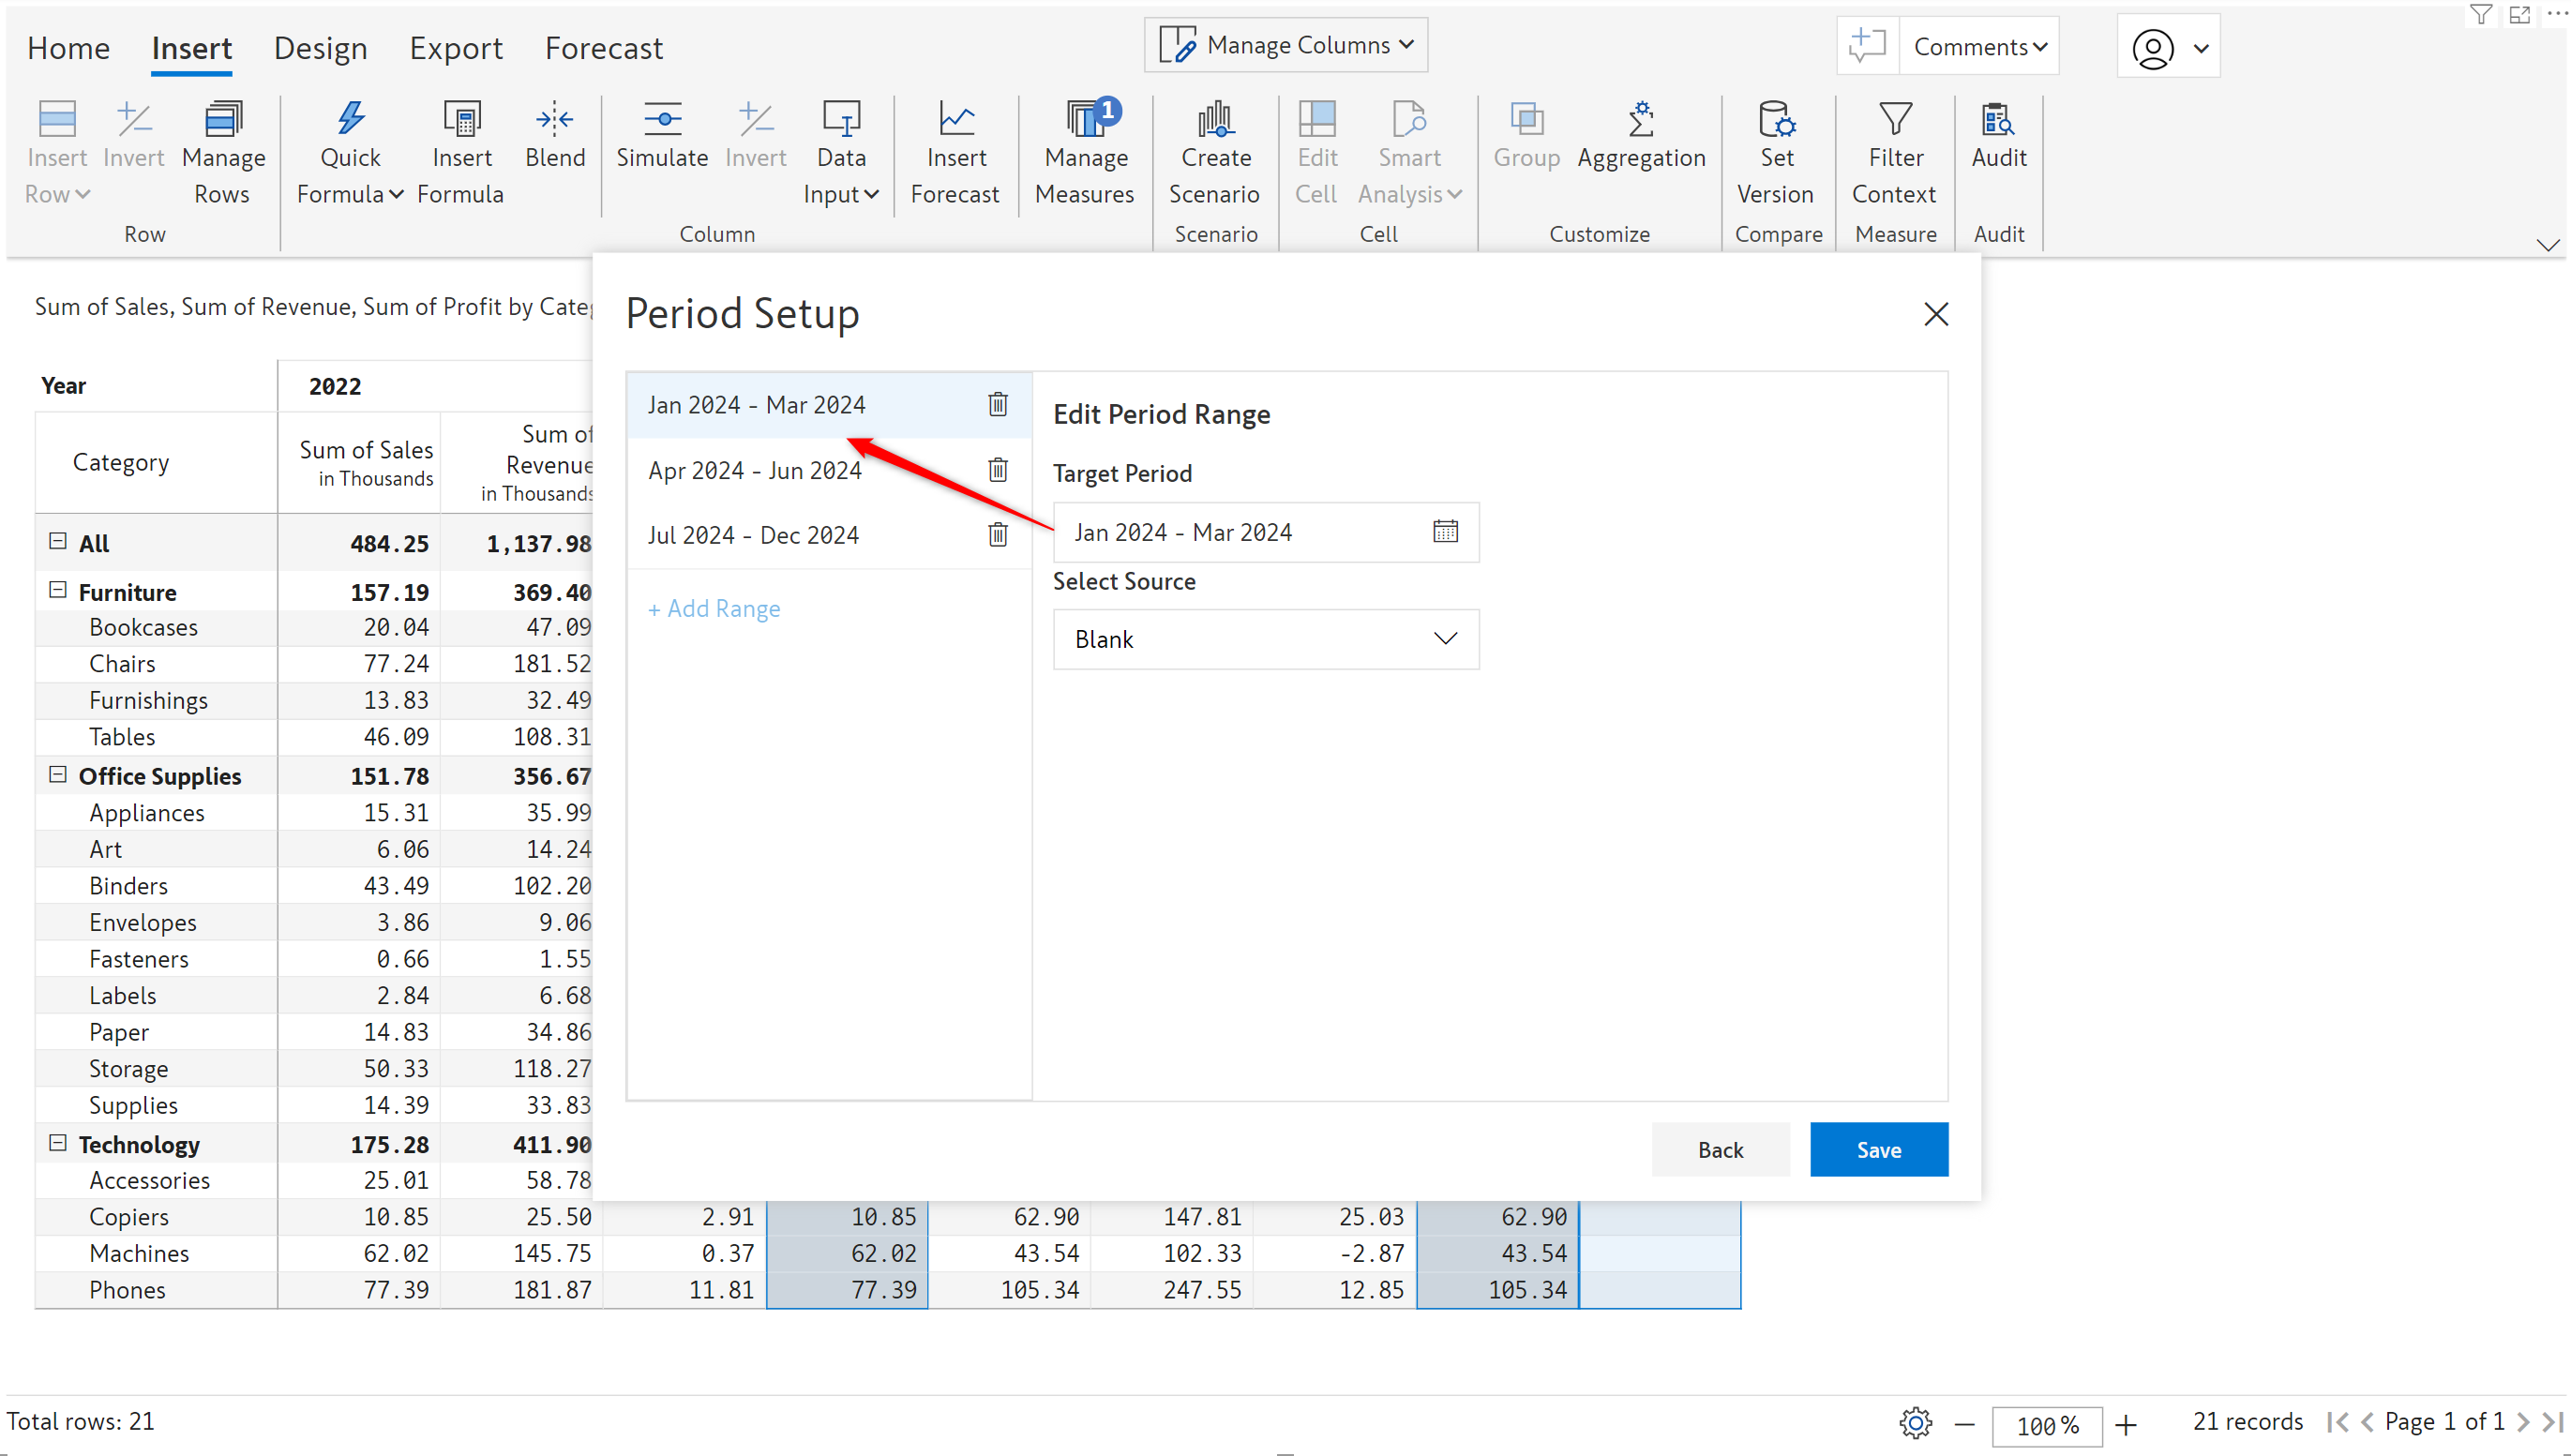 Home Insert Design Export Forecast Manage Columns Comments
Insert Row Invert Manage Rows Quick Formula Insert Formula Blend Simulate Invert Data Input Insert Forecast Manage Measures 1 Create Scenario Edit Cell Smart Analysis Group Aggregation Set Version Filter Context Audit
Row Column Scenario Cell Customize Compare Measure Audit
Sum of Sales, Sum of Revenue, Sum of Profit by
Period Setup
Year 2022
Category Sum of Sales in Thousands Sum of Revenue in Thousands
Jan 2024 - Mar 2024
Apr 2024 - Jun 2024
Jul 2024 - Dec 2024
+ Add Range
Edit Period Range
Target Period
Jan 2024 - Mar 2024
Select Source
Blank
Back Save
All 484.25 1,137.98
Furniture 157.19 369.40
Bookcases 20.04 47.09
Chairs 77.24 181.52
Furnishings 13.83 32.49
Tables 46.09 108.31
Office Supplies 151.78 356.67
Appliances 15.31 35.99
Art 6.06 14.24
Binders 43.49 102.20
Envelopes 3.86 9.06
Fasteners 0.66 1.55
Labels 2.84 6.68
Paper 14.83 34.86
Storage 50.33 118.27
Supplies 14.39 33.83
Technology 175.28 411.90
Accessories 25.01 58.78
Copiers 10.85 25.50 2.91 10.85 62.90 147.81 25.03 62.90
Machines 62.02 145.75 0.37 62.02 43.54 102.33 -2.87 43.54
Phones 77.39 181.87 11.81 77.39 105.34 247.55 12.85 105.34
Total rows: 21 100 % 21 records Page 1 of 1